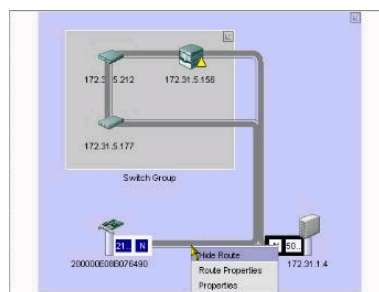 172.31.5.212
172.31.5.156
172.31.5.177
Switch Group
21... N
N 50...
200000E08B076490
172.31.1.4
Hide Route
Route Properties
Properties